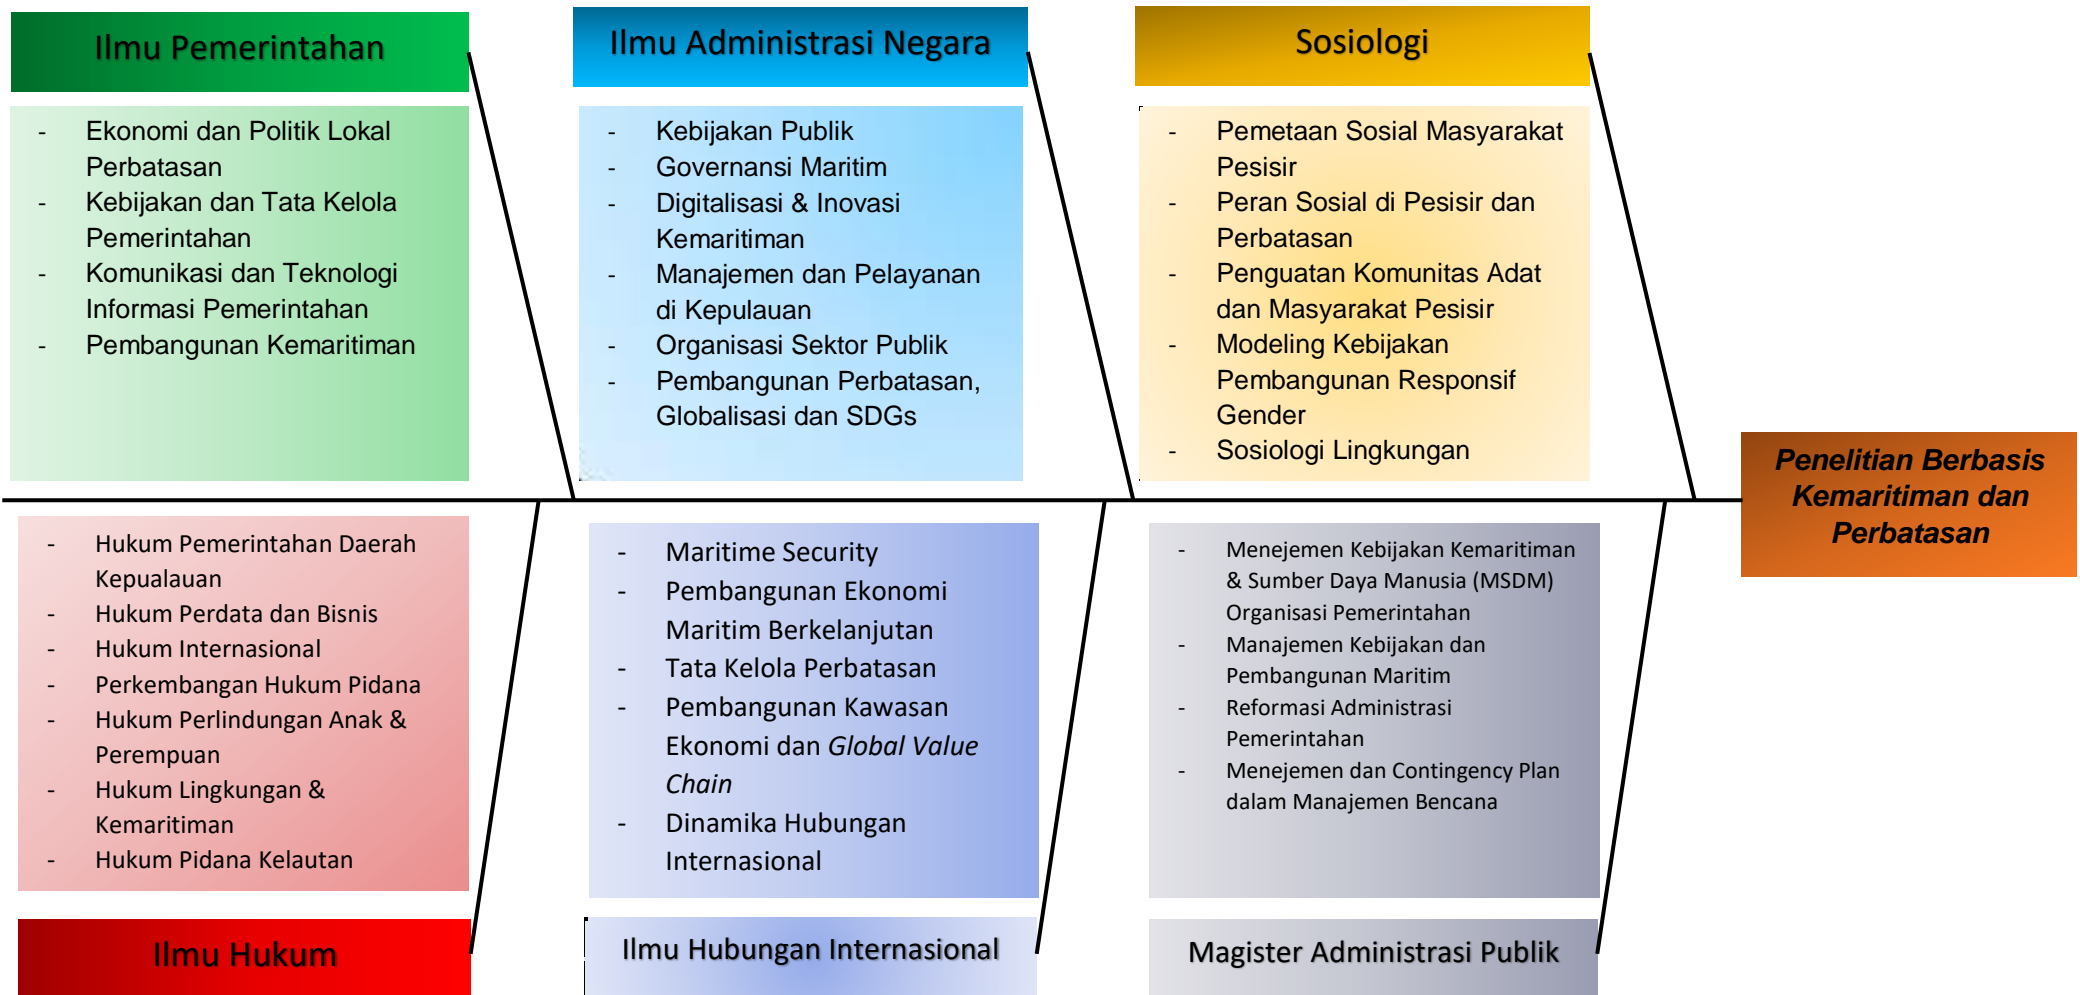 Ilmu Pemerintahan
- Ekonomi dan Politik Lokal
Perbatasan
- Kebijakan dan Tata Kelola
Pemerintahan
- Komunikasi dan Teknologi
Informasi Pemerintahan
- Pembangunan Kemaritiman
Ilmu Administrasi Negara
- Kebijakan Publik
- Governansi Maritim
- Digitalisasi & Inovasi
Kemaritiman
- Manajemen dan Pelayanan
di Kepulauan
- Organisasi Sektor Publik
- Pembangunan Perbatasan,
Globalisasi dan SDGs
Sosiologi
- Pemetaan Sosial Masyarakat
Pesisir
- Peran Sosial di Pesisir dan
Perbatasan
- Penguatan Komunitas Adat
dan Masyarakat Pesisir
- Modeling Kebijakan
Pembangunan Responsif
Gender
- Sosiologi Lingkungan
Penelitian Berbasis
Kemaritiman dan
Perbatasan
- Hukum Pemerintahan Daerah
Kepualauan
- Hukum Perdata dan Bisnis
- Hukum Internasional
- Perkembangan Hukum Pidana
- Hukum Perlindungan Anak &
Perempuan
- Hukum Lingkungan &
Kemaritiman
- Hukum Pidana Kelautan
Ilmu Hukum
- Maritime Security
- Pembangunan Ekonomi
Maritim Berkelanjutan
- Tata Kelola Perbatasan
- Pembangunan Kawasan
Ekonomi dan Global Value
Chain
- Dinamika Hubungan
Internasional
Ilmu Hubungan Internasional
- Menejemen Kebijakan Kemaritiman
& Sumber Daya Manusia (MSDM)
Organisasi Pemerintahan
- Manajemen Kebijakan dan
Pembangunan Maritim
- Reformasi Administrasi
Pemerintahan
- Menejemen dan Contingency Plan
dalam Manajemen Bencana
Magister Administrasi Publik